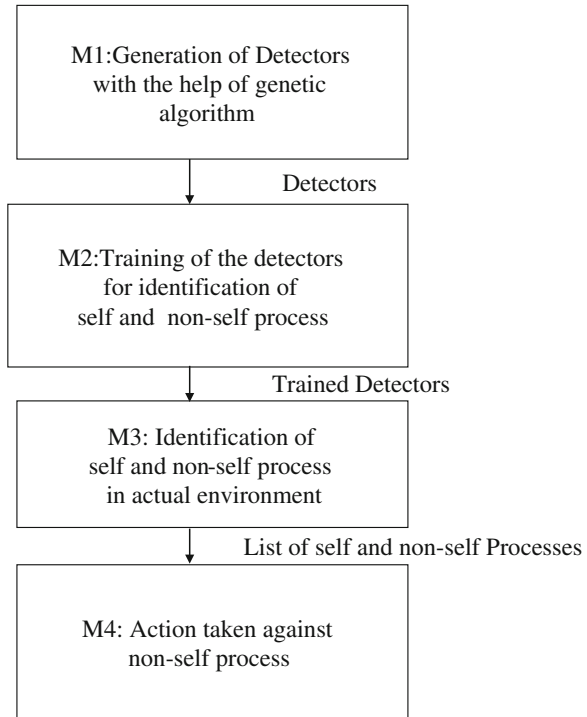 M1:Generation of Detectors
with the help of genetic
algorithm
Detectors
M2:Training of the detectors
for identification of
self and non-self process
Trained Detectors
M3: Identification of
self and non-self process
in actual environment
List of self and non-self Processes
M4: Action taken against
non-self process